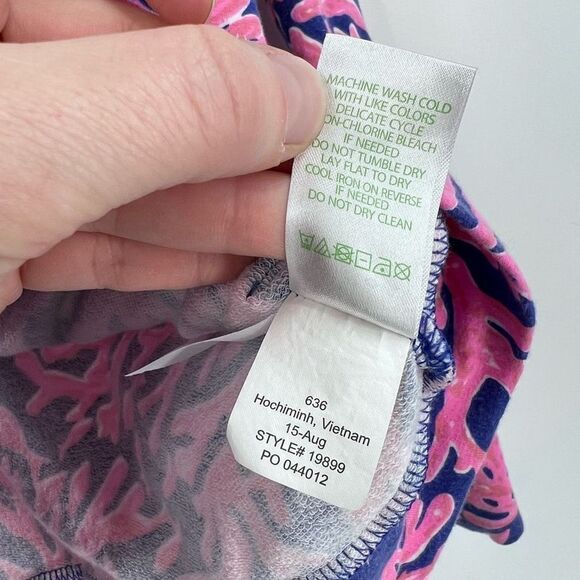 MACHINE WASH COLD
WITH LIKE COLORS
DELICATE CYCLE
ON-CHLORINE BLEACH
IF NEEDED
DO NOT TUMBLE DRY
LAY FLAT TO DRY
COOL IRON ON REVERSE
IF NEEDED
DO NOT DRY CLEAN
636
Hochiminh, Vietnam
15-Aug
STYLE# 19899
PO 044012